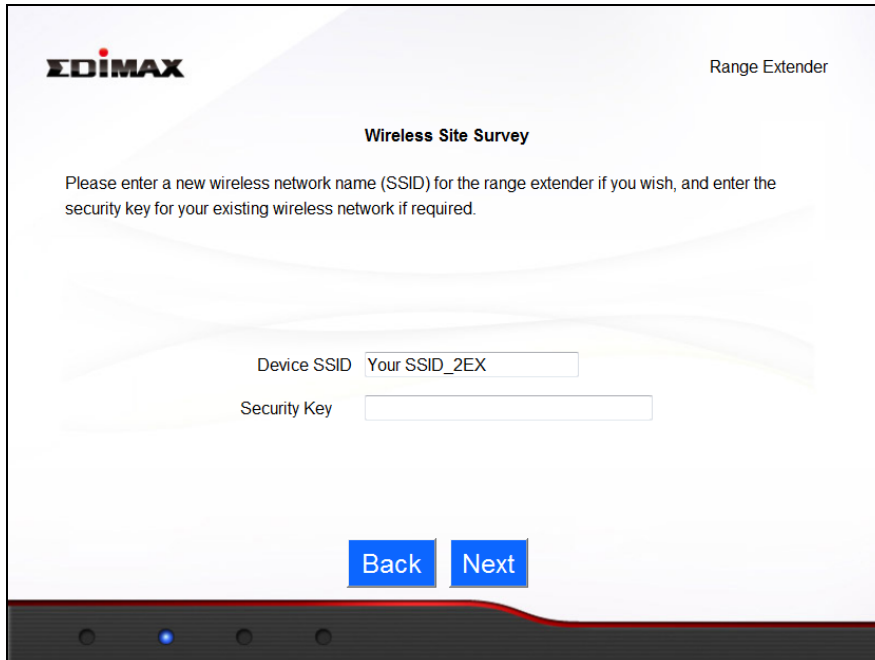 EDIMAX
Range Extender
Wireless Site Survey
Please enter a new wireless network name (SSID) for the range extender if you wish, and enter the
security key for your existing wireless network if required.
Device SSID Your SSID_2EX
Security Key
Back Next